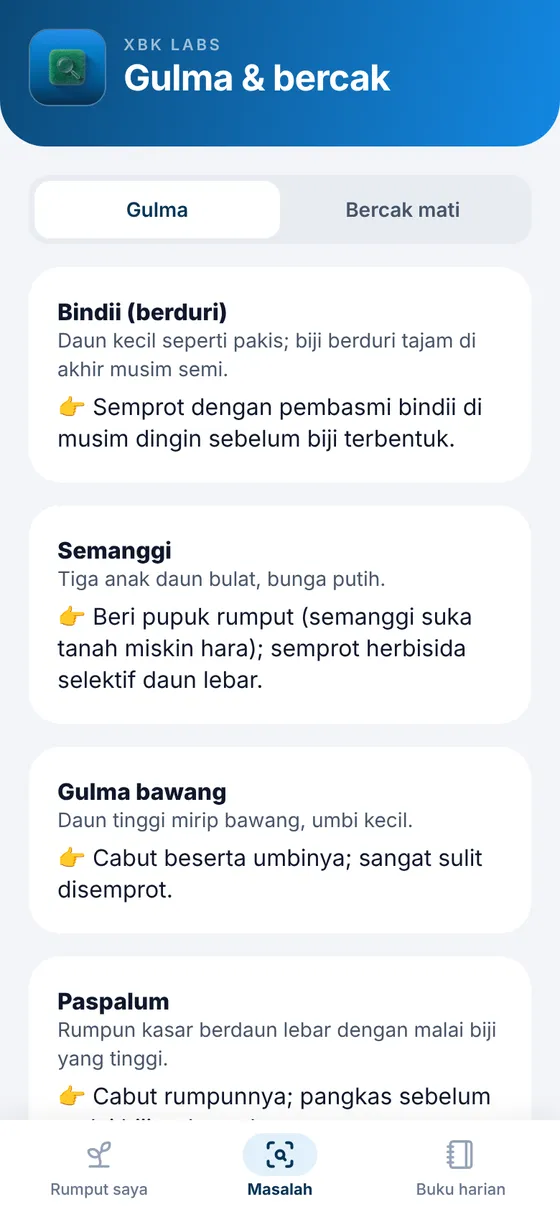 XBK LABS
Gulma & bercak
Gulma
Bercak mati
Bindii (berduri)
Daun kecil seperti pakis; biji berduri tajam di
akhir musim semi.
👉 Semprot dengan pembasmi bindii di
musim dingin sebelum biji terbentuk.
Semanggi
Tiga anak daun bulat, bunga putih.
👉 Beri pupuk rumput (semanggi suka
tanah miskin hara); semprot herbisida
selektif daun lebar.
Gulma bawang
Daun tinggi mirip bawang, umbi kecil.
👉 Cabut beserta umbinya; sangat sulit
disemprot.
Paspalum
Rumpun kasar berdaun lebar dengan malai biji
yang tinggi.
👉 Cabut rumpunnya; pangkas sebelum
Rumput saya
Masalah
Buku harian